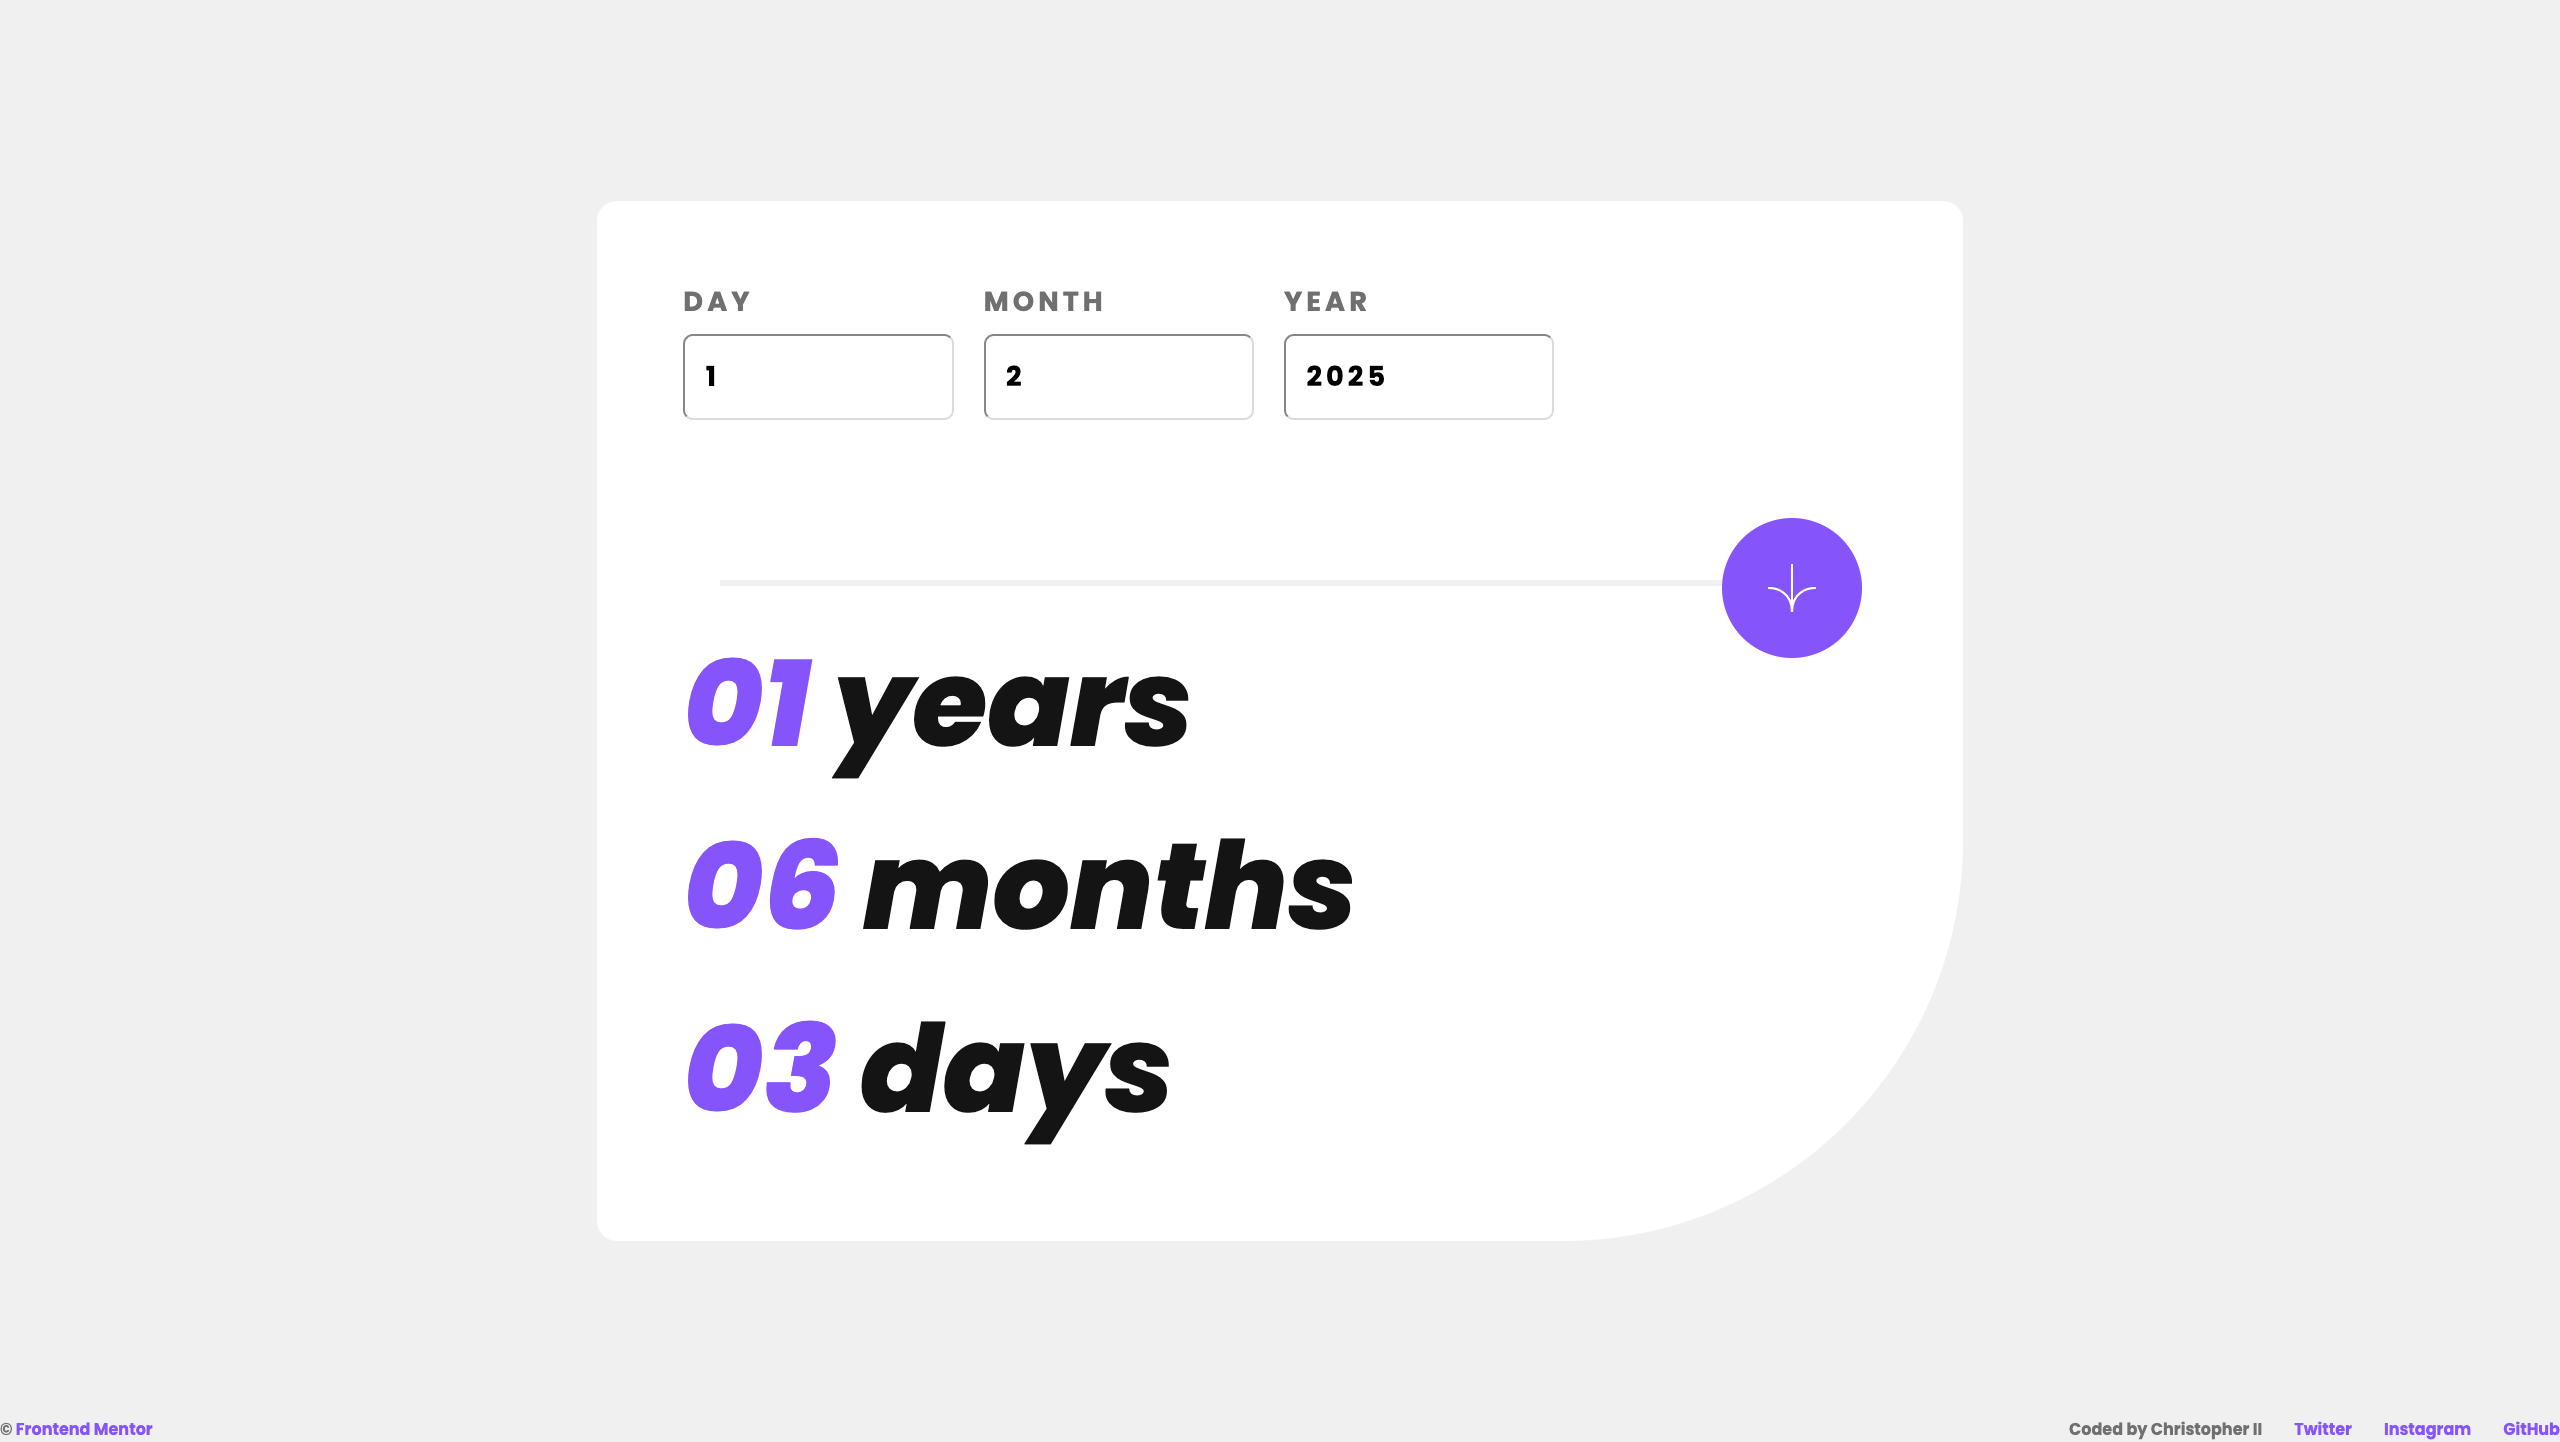 DAY MONTH YEAR
1 2 2025
01 years
06 months
03 days
© Frontend Mentor Coded by Christopher II Twitter Instagram GitHub